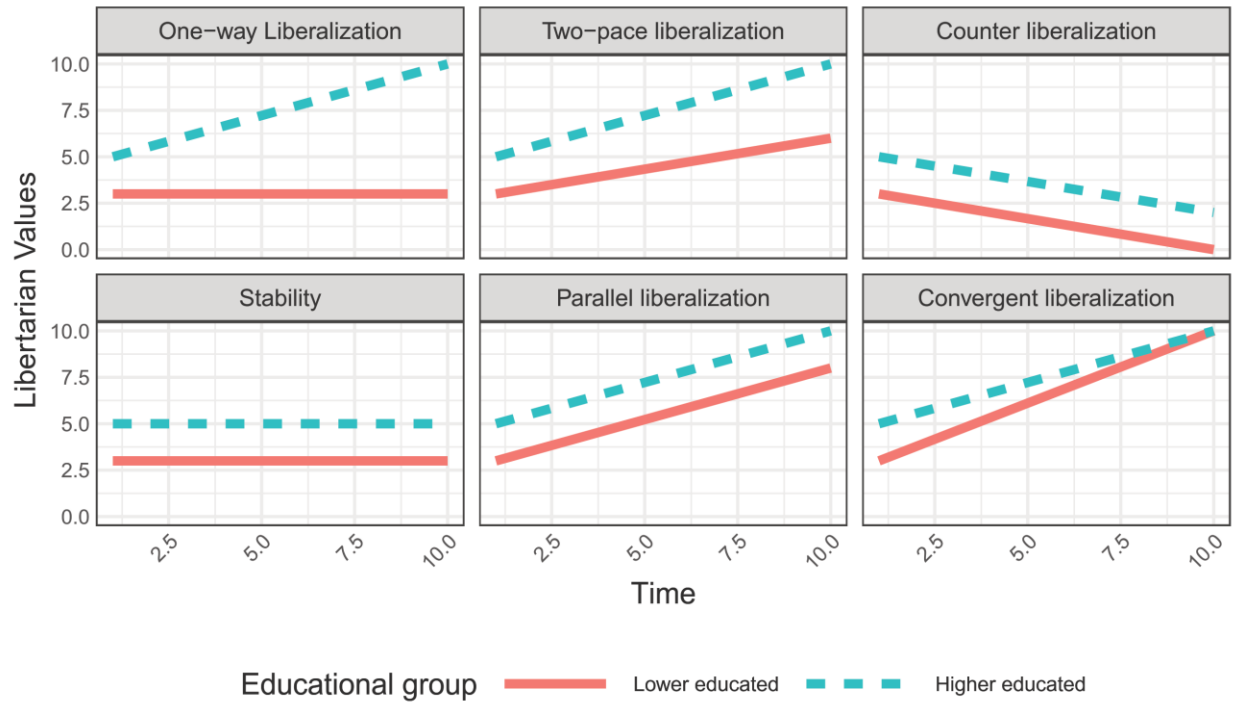 One−way Liberalization
Two−pace liberalization
Counter liberalization
10.0
7.5
5.0
2.5
0.0
Stability
Parallel liberalization
Convergent liberalization
10.0
7.5
5.0
2.5
0.0
Libertarian Values
2.5 5.0 7.5 10.0
2.5 5.0 7.5 10.0
2.5 5.0 7.5 10.0
Time
Educational group Lower educated Higher educated